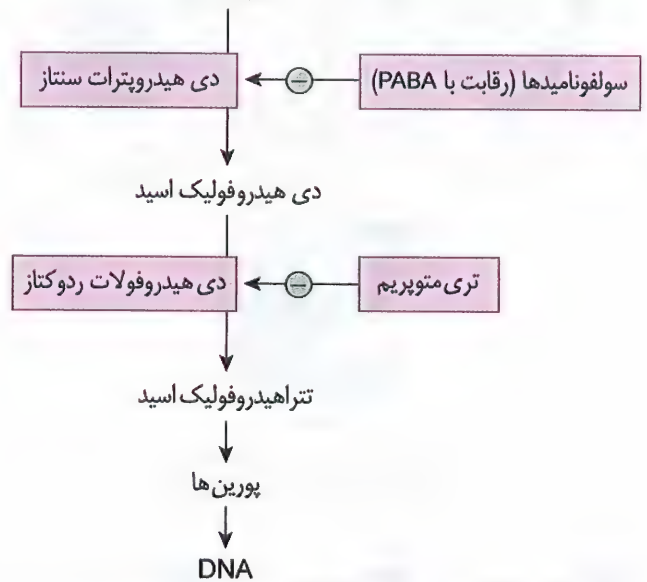 سولفونامیدها (رقابت با PABA)
دی هیدروپترات سنتاز
دی هیدروفولیک اسید
تری‌متوپریم
دی هیدروفولات ردوکتاز
تتراهیدروفولیک اسید
پورین‌ها
DNA